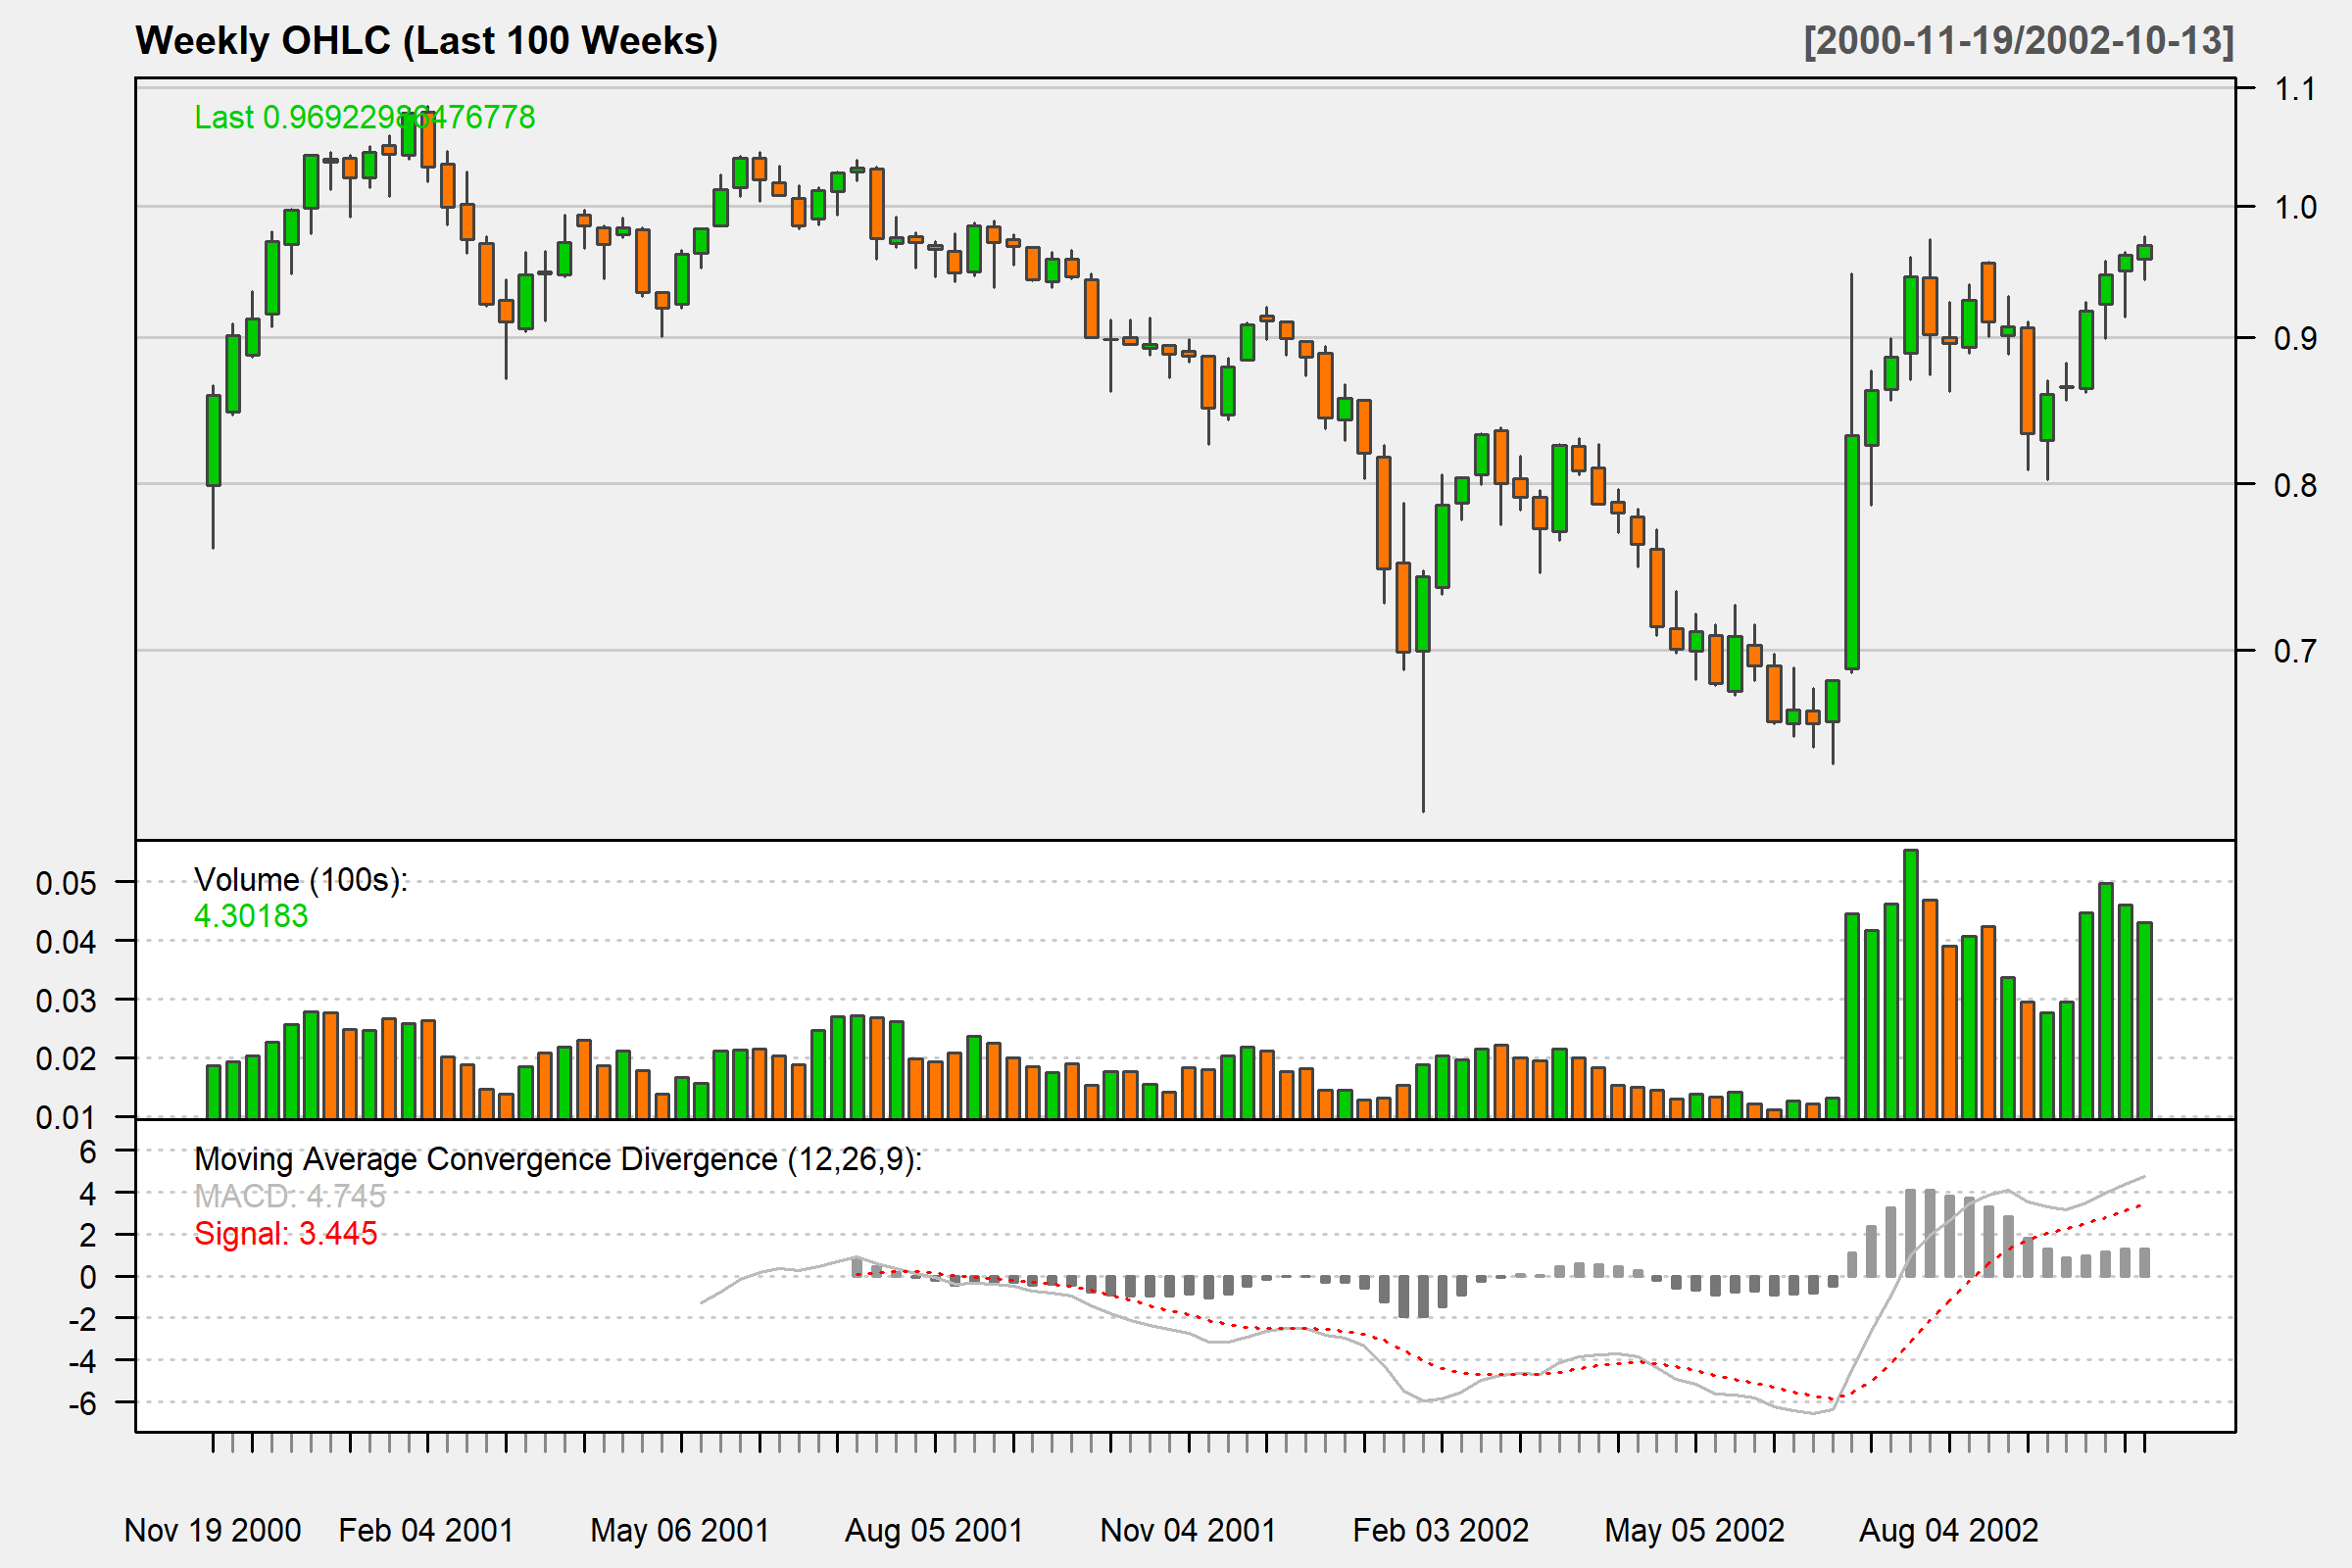 Weekly OHLC (Last 100 Weeks)
[2000-11-19/2002-10-13]
Last 0.96922986476778
1.1
1.0
0.9
0.8
0.7
Volume (100s):
4.30183
0.05
0.04
0.03
0.02
0.01
Moving Average Convergence Divergence (12,26,9):
MACD: 4.745
Signal: 3.445
6
4
2
0
-2
-4
-6
Nov 19 2000 Feb 04 2001 May 06 2001 Aug 05 2001 Nov 04 2001 Feb 03 2002 May 05 2002 Aug 04 2002